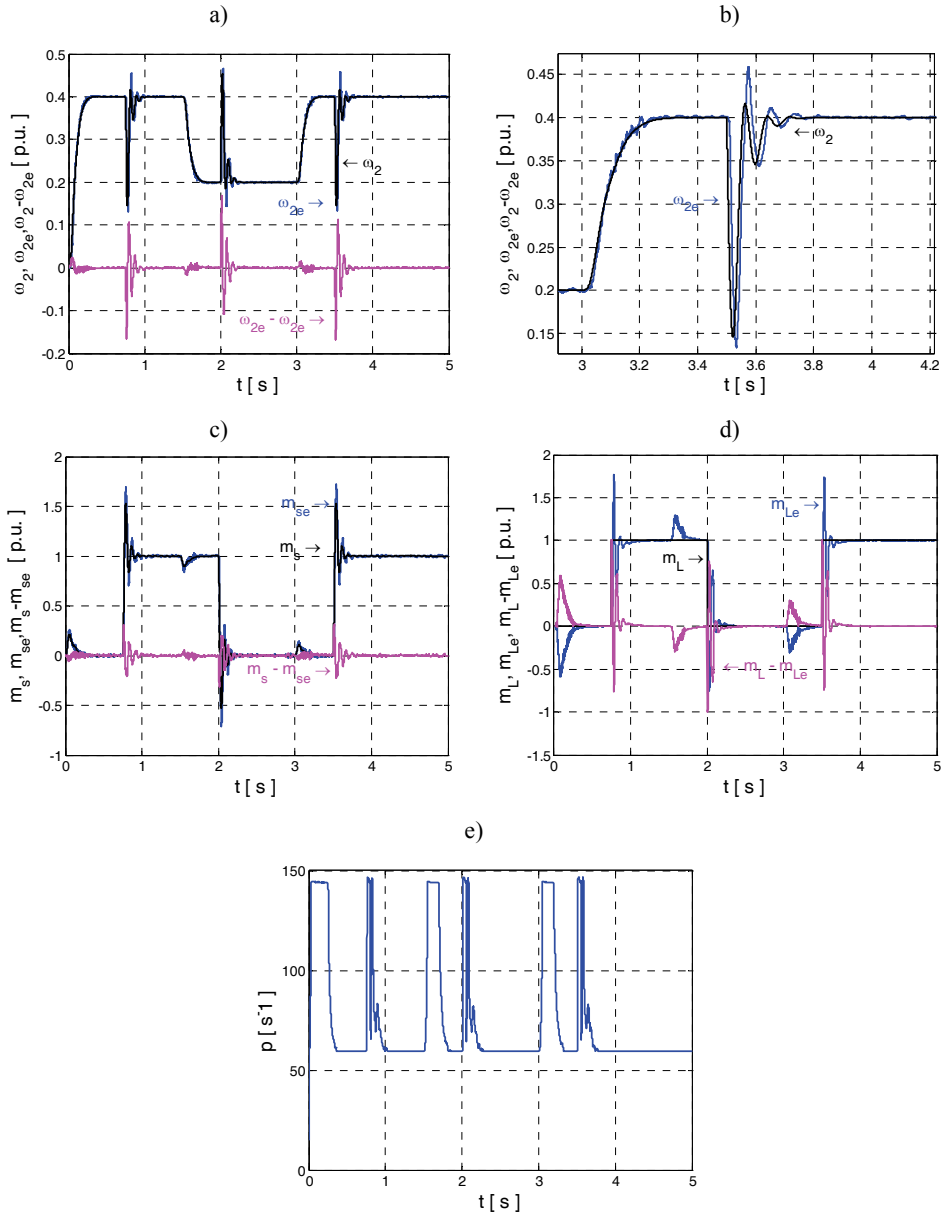 a)
b)
ω2, ω2e, ω2-ω2e [ p.u. ]
0.5
0.4
0.3
0.2
0.1
0
-0.1
-0.2
← ω2
ω2e →
ω2e - ω2e →
0 1 2 3 4 5
t [ s ]
ω2, ω2e, ω2-ω2e [ p.u. ]
0.45
0.4
0.35
0.3
0.25
0.2
0.15
← ω2
ω2e →
3 3.2 3.4 3.6 3.8 4 4.2
t [ s ]
c)
d)
ms, mse, ms-mse [ p.u. ]
2
1.5
1
0.5
0
-0.5
-1
mse →
ms →
ms - mse →
0 1 2 3 4 5
t [ s ]
mL, mLe, mL-mLe [ p.u. ]
2
1.5
1
0.5
0
-0.5
-1
-1.5
mLe →
mL →
← mL - mLe
0 1 2 3 4 5
t [ s ]
e)
p [ s-1 ]
150
100
50
0
0 1 2 3 4 5
t [ s ]